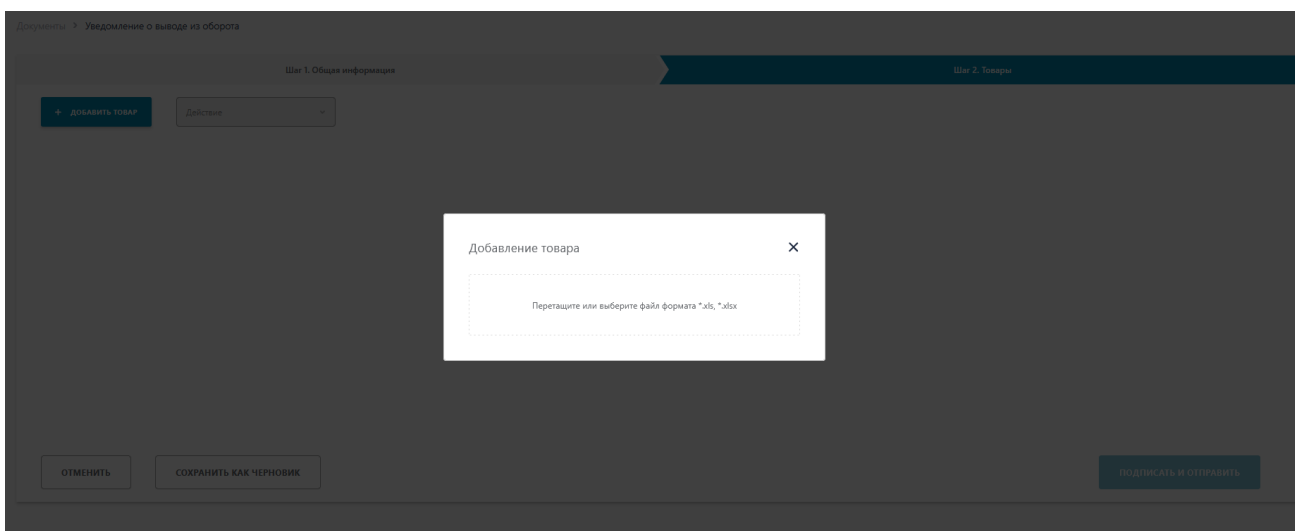 Документы > Уведомление о выводе из оборота
Шаг 1. Общая информация
Шаг 2. Товары
+ ДОБАВИТЬ ТОВАР
Действие
Добавление товара
Перетащите или выберите файл формата *.xls, *.xlsx
ОТМЕНИТЬ
СОХРАНИТЬ КАК ЧЕРНОВИК
ПОДПИСАТЬ И ОТПРАВИТЬ